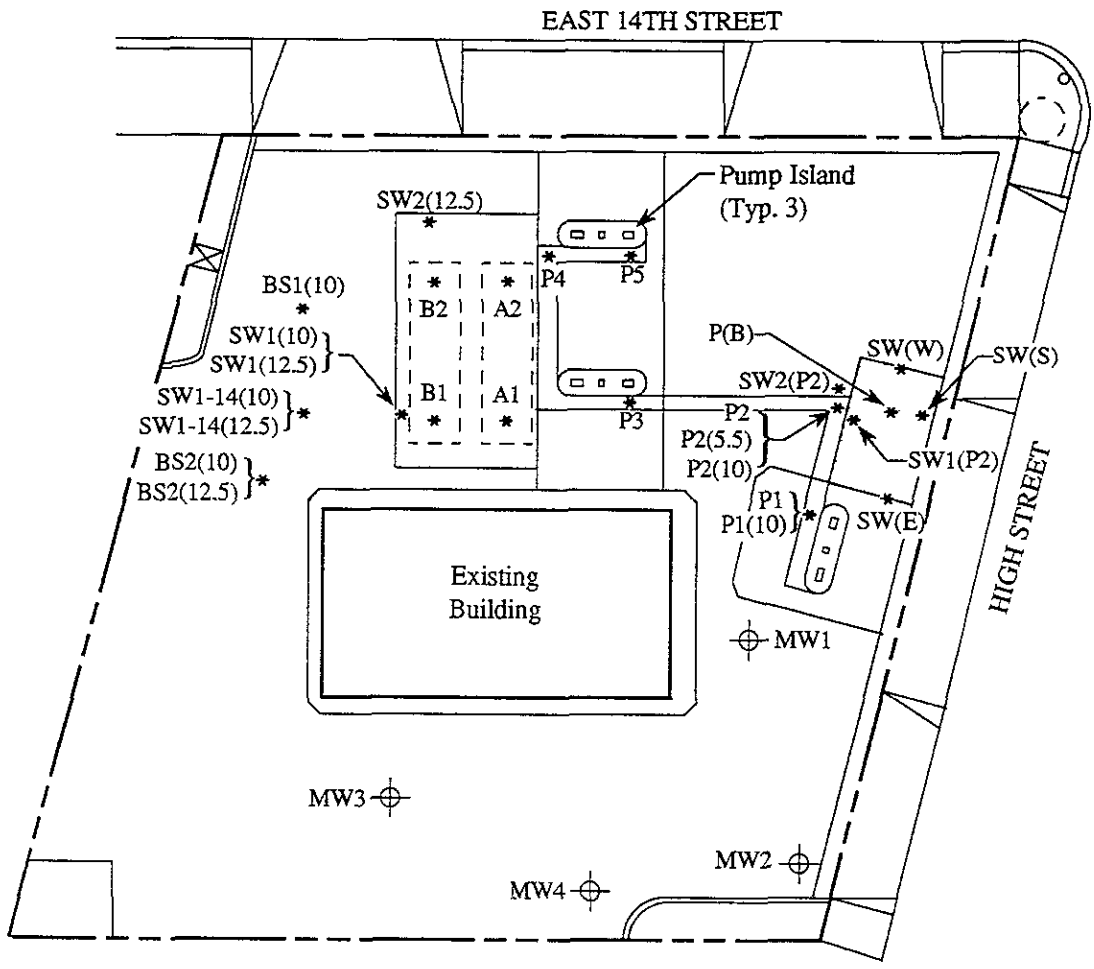 EAST 14TH STREET
Pump Island
(Typ. 3)
SW2(12.5)
P4
P5
BS1(10)
B2
A2
SW1(10)
SW1(12.5)
P(B)
SW(W)
SW(S)
SW2(P2)
SW1-14(10)
SW1-14(12.5)
B1
A1
P3
P2
P2(5.5)
P2(10)
SW1(P2)
BS2(10)
BS2(12.5)
P1
P1(10)
SW(E)
HIGH STREET
Existing
Building
MW1
MW3
MW2
MW4